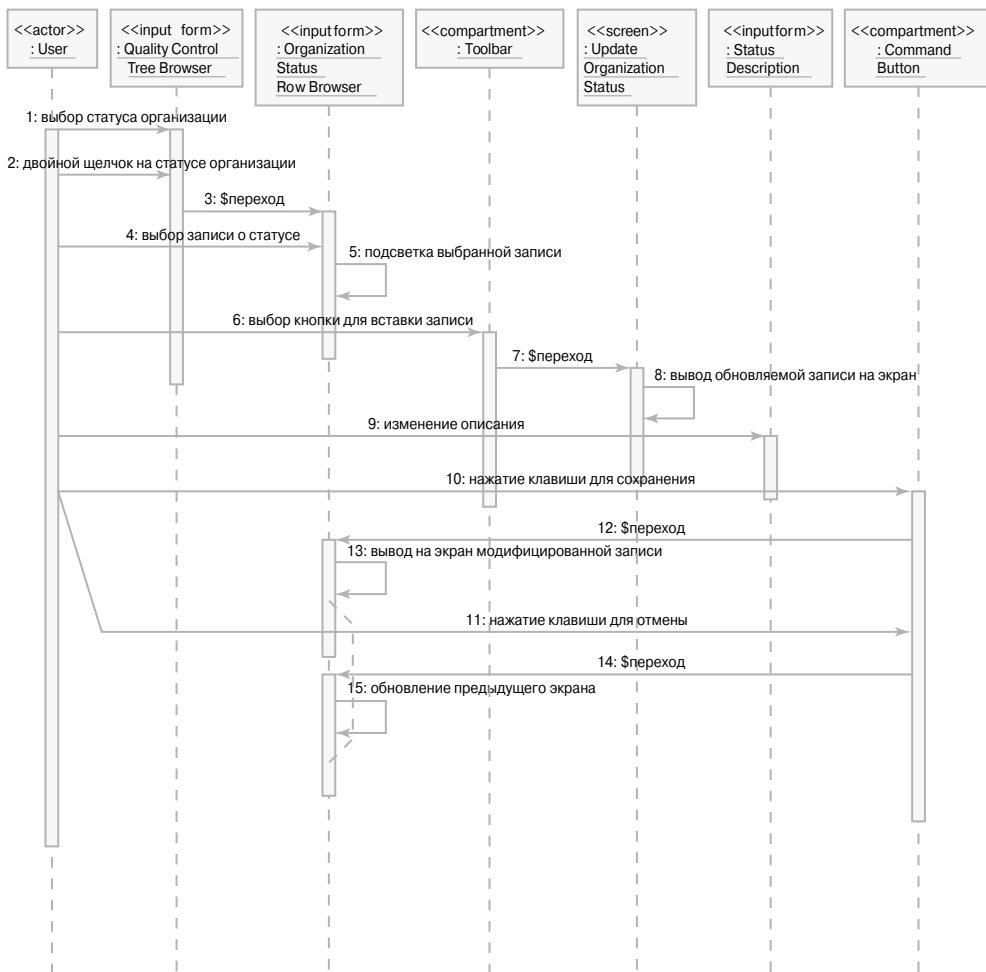 <<actor>>
: User
<<input form>>
: Quality Control
Tree Browser
<<input form>>
: Organization
Status
Row Browser
<<compartment>>
: Toolbar
<<screen>>
: Update
Organization
Status
<<input form>>
: Status
Description
<<compartment>>
: Command
Button
1: выбор статуса организации
2: двойной щелчок на статусе организации
3: $переход
4: выбор записи о статусе
5: подсветка выбранной записи
6: выбор кнопки для вставки записи
7: $переход
8: вывод обновляемой записи на экран
9: изменение описания
10: нажатие клавиши для сохранения
12: $переход
13: вывод на экран модифицированной записи
11: нажатие клавиши для отмены
14: $переход
15: обновление предыдущего экрана